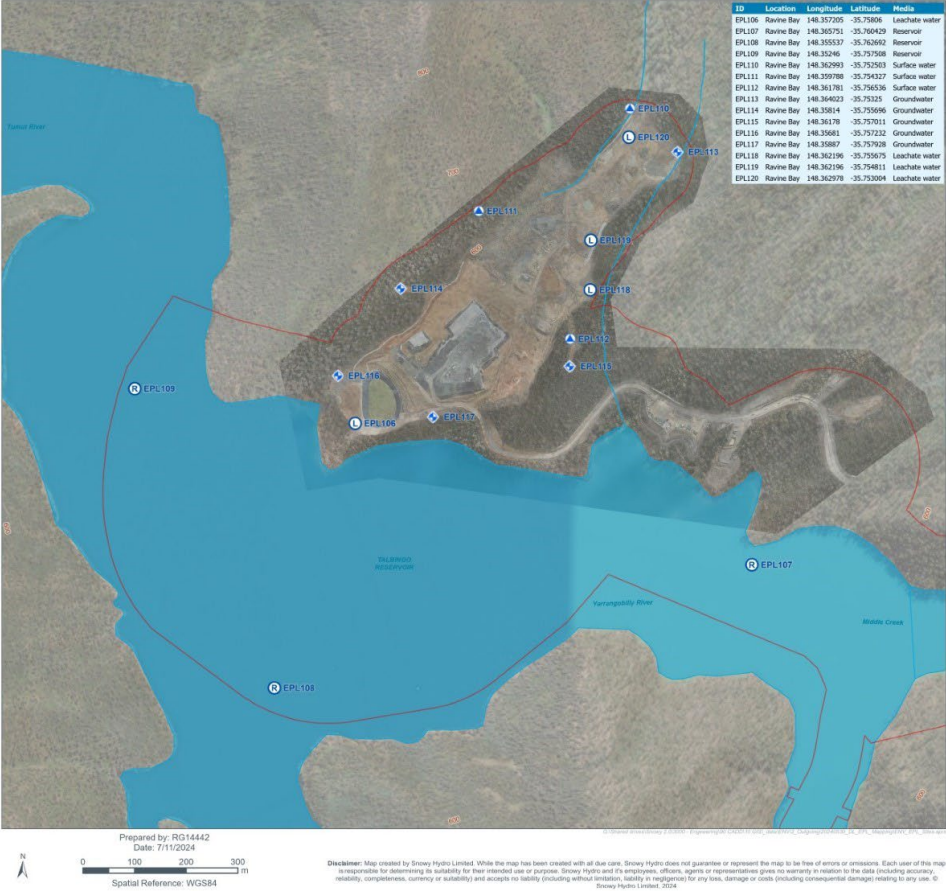 ID Location Longitude Latitude Media
EPL106 Ravine Bay 148.357205 -35.75806 Leachate water
EPL107 Ravine Bay 148.365751 -35.760429 Reservoir
EPL108 Ravine Bay 148.355537 -35.762692 Reservoir
EPL109 Ravine Bay 148.35246 -35.757508 Reservoir
EPL110 Ravine Bay 148.362993 -35.752503 Surface water
EPL111 Ravine Bay 148.359788 -35.754327 Surface water
EPL112 Ravine Bay 148.361781 -35.756536 Surface water
EPL113 Ravine Bay 148.364023 -35.75325 Groundwater
EPL114 Ravine Bay 148.35814 -35.755696 Groundwater
EPL115 Ravine Bay 148.36178 -35.757011 Groundwater
EPL116 Ravine Bay 148.35681 -35.757232 Groundwater
EPL117 Ravine Bay 148.35887 -35.757928 Groundwater
EPL118 Ravine Bay 148.362196 -35.755675 Leachate water
EPL119 Ravine Bay 148.362196 -35.754811 Leachate water
EPL120 Ravine Bay 148.362978 -35.753004 Leachate water
800
EPL110
Tumut River
L EPL120
EPL113
700
EPL111
600
L EPL119
EPL114
L EPL118
EPL112
EPL115
EPL116
R EPL109
EPL117
L EPL106
600
TALBINGO
RESERVOIR
R EPL107
Yarrangobilly River
Middle Creek
R EPL108
600
600
Prepared by: RG14442
Date: 7/11/2024
N
0 100 200 300
m
Spatial Reference: WGS84
Disclaimer: Map created by Snowy Hydro Limited. While the map has been created with all due care, Snowy Hydro does not guarantee or represent the map to be free of errors or omissions. Each user of this map
is responsible for determining its suitability for their intended use or purpose. Snowy Hydro and it's employees, officers, agents or representatives gives no warranty in relation to the data (including accuracy,
reliability, completeness, currency or suitability) and accepts no liability (including without limitation, liability in negligence) for any loss, damage or costs (including consequential damage) relating to any use. ©
Snowy Hydro Limited, 2024